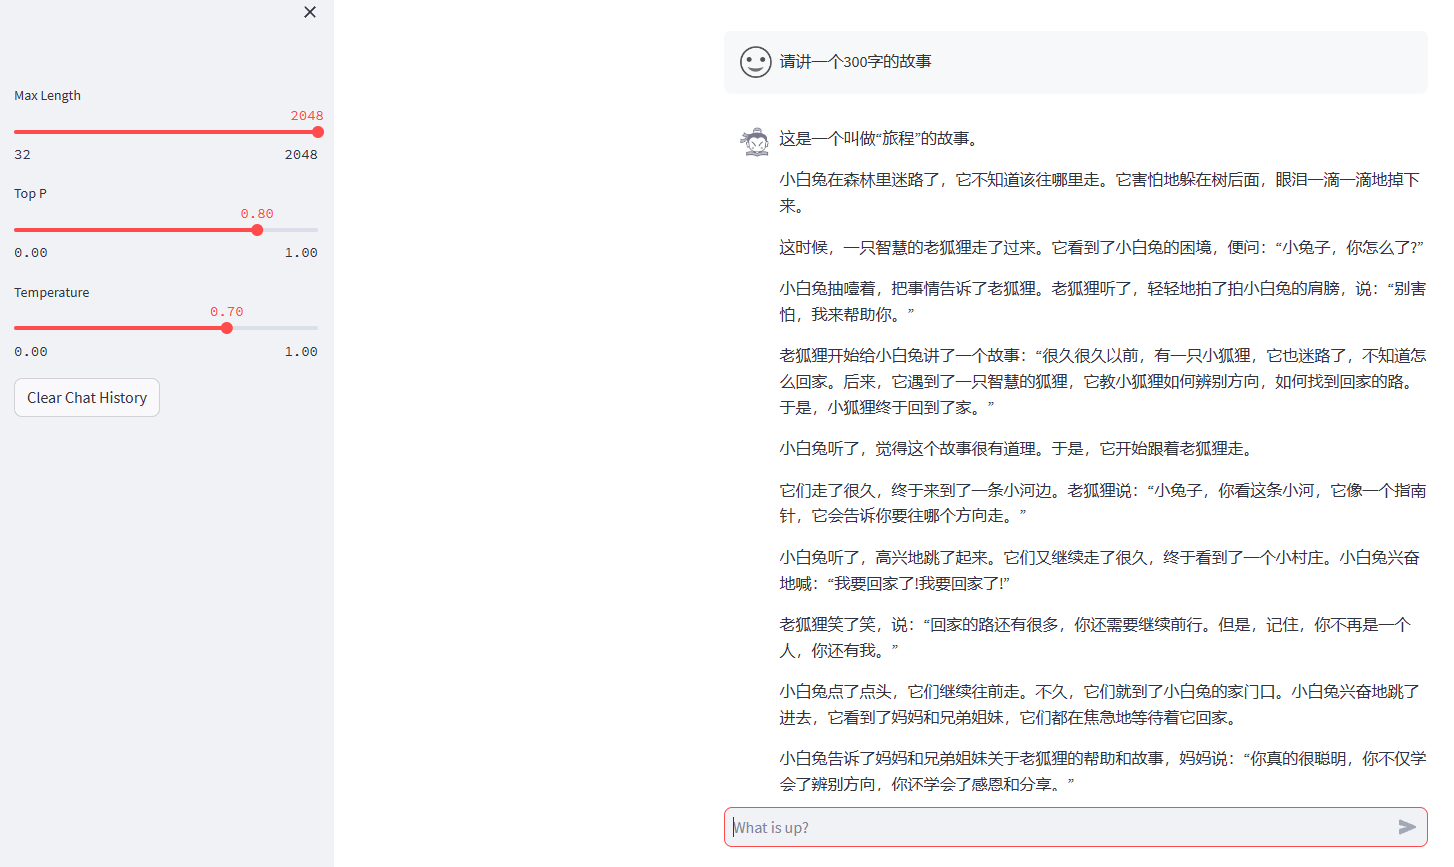 Max Length
2048
32 2048
Top P
0.80
0.00 1.00
Temperature
0.70
0.00 1.00
Clear Chat History
请讲一个300字的故事
这是一个叫做“旅程”的故事。
小白兔在森林里迷路了，它不知道该往哪里走。它害怕地躲在树后面，眼泪一滴一滴地掉下
来。
这时候，一只智慧的老狐狸走了过来。它看到了小白兔的困境，便问：“小兔子，你怎么了?”
小白兔抽噎着，把事情告诉了老狐狸。老狐狸听了，轻轻地拍了拍小白兔的肩膀，说：“别害
怕，我来帮助你。”
老狐狸开始给小白兔讲了一个故事：“很久很久以前，有一只小狐狸，它也迷路了，不知道怎
么回家。后来，它遇到了一只智慧的狐狸，它教小狐狸如何辨别方向，如何找到回家的路。
于是，小狐狸终于回到了家。”
小白兔听了，觉得这个故事很有道理。于是，它开始跟着老狐狸走。
它们走了很久，终于来到了一条小河边。老狐狸说：“小兔子，你看这条小河，它像一个指南
针，它会告诉你要往哪个方向走。”
小白兔听了，高兴地跳了起来。它们又继续走了很久，终于看到了一个小村庄。小白兔兴奋
地喊：“我要回家了!我要回家了!”
老狐狸笑了笑，说：“回家的路还有很多，你还需要继续前行。但是，记住，你不再是一个
人，你还有我。”
小白兔点了点头，它们继续往前走。不久，它们就到了小白兔的家门口。小白兔兴奋地跳了
进去，它看到了妈妈和兄弟姐妹，它们都在焦急地等待着它回家。
小白兔告诉了妈妈和兄弟姐妹关于老狐狸的帮助和故事，妈妈说：“你真的很聪明，你不仅学
会了辨别方向，你还学会了感恩和分享。”
What is up?